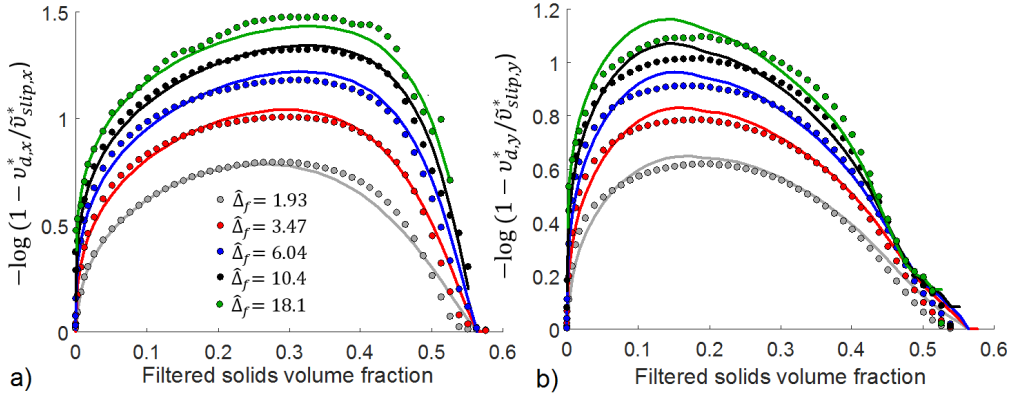 1.5
1
0.5
0
0
0.1
0.2
0.3
0.4
0.5
0.6
−log (1 − v*d,x/ṽ*slip,x)
Δ̂f = 1.93
Δ̂f = 3.47
Δ̂f = 6.04
Δ̂f = 10.4
Δ̂f = 18.1
Filtered solids volume fraction
a)
1.2
1
0.8
0.6
0.4
0.2
0
0
0.1
0.2
0.3
0.4
0.5
0.6
−log (1 − v*d,y/ṽ*slip,y)
Filtered solids volume fraction
b)